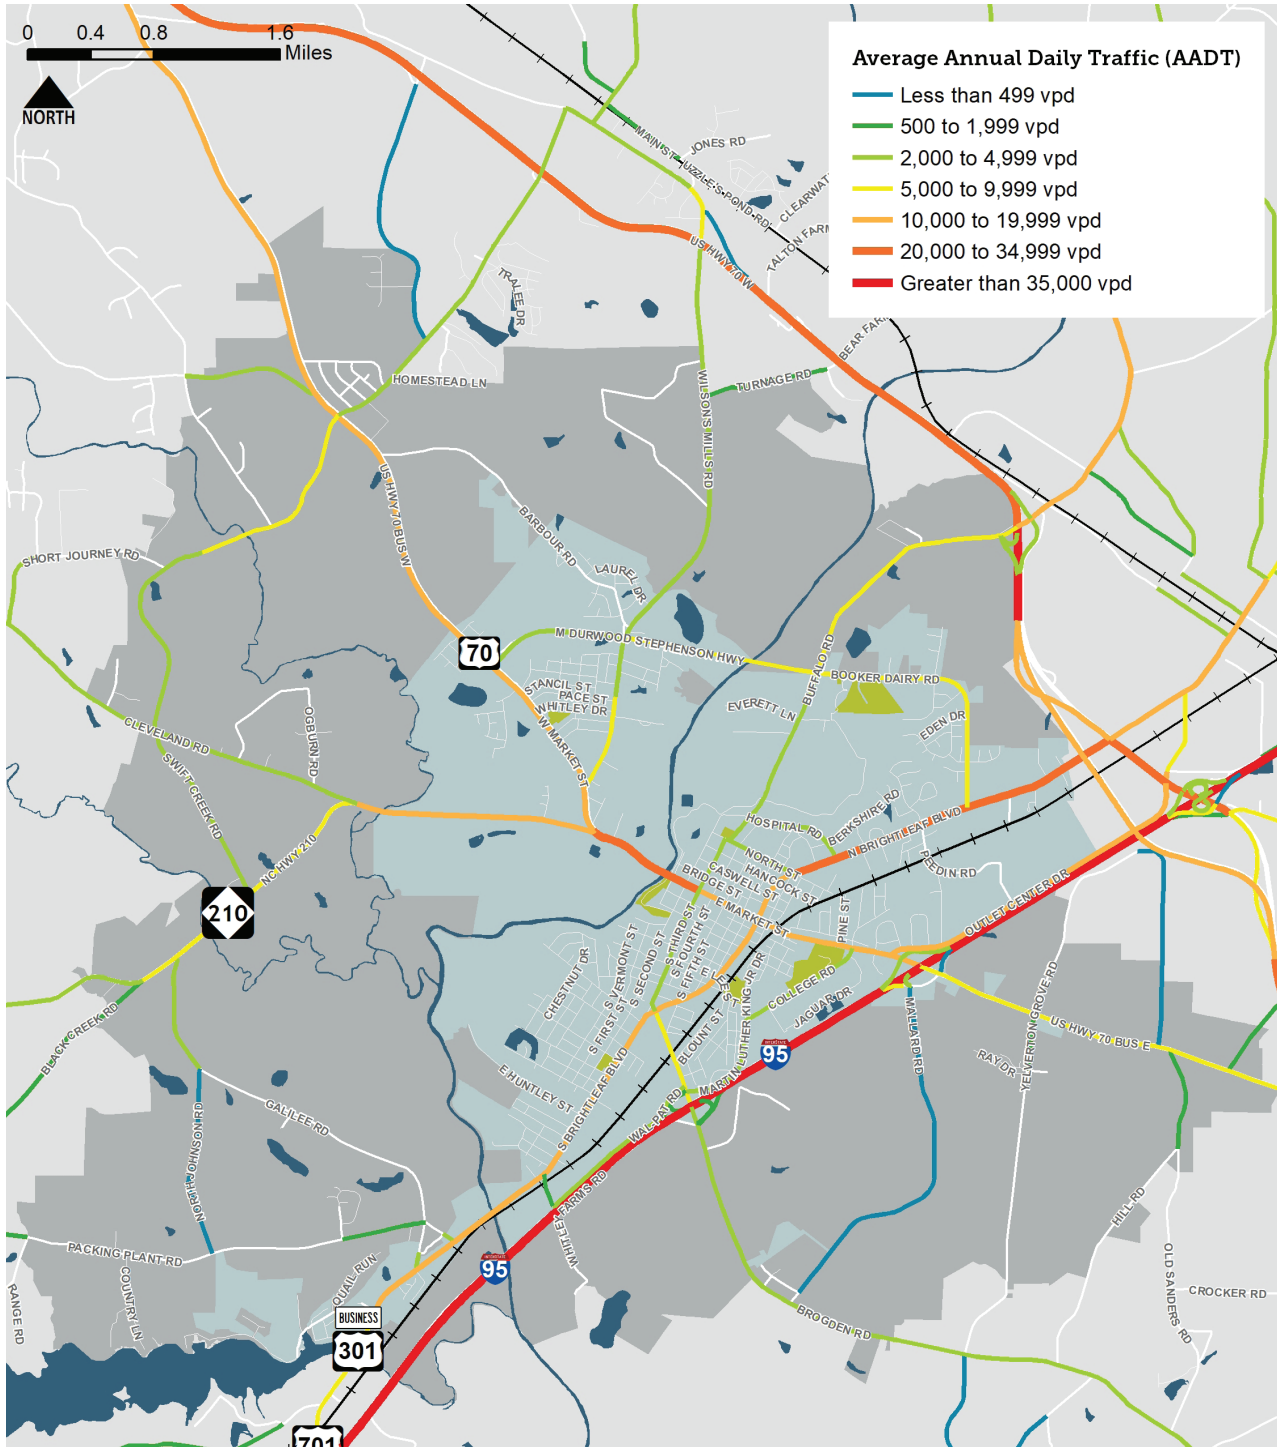 0 0.4 0.8 1.6
Miles
NORTH
Average Annual Daily Traffic (AADT)
Less than 499 vpd
500 to 1,999 vpd
2,000 to 4,999 vpd
5,000 to 9,999 vpd
10,000 to 19,999 vpd
20,000 to 34,999 vpd
Greater than 35,000 vpd
MAIN ST
JONES RD
UZZLE'S POND RD
CLEARWAT
TALTON FARM
US HWY 70 W
TRALEE DR
BEAR FARM
HOMESTEAD LN
TURNAGE RD
WILSON'S MILLS RD
US HWY 70 BUS W
BARBOUR RD
SHORT JOURNEY RD
LAUREL DR
M DURWOOD STEPHENSON HWY
70
BUFFALO RD
BOOKER DAIRY RD
STANCIL ST
PACE ST
WHITLEY DR
EVERETT LN
EDEN DR
OGBURN RD
CLEVELAND RD
W MARKET ST
SWIFT CREEK RD
HOSPITAL RD
BERKSHIRE RD
N BRIGHTLEAF BLVD
NC HWY 210
NORTH ST
HANCOCK ST
CASWELL ST
BRIDGE ST
PEEDIN RD
OUTLET CENTER DR
210
E MARKET ST
PINE ST
S THIRD ST
S FOURTH ST
S FIFTH ST
S VERMONT ST
S SECOND ST
CHESTNUT DR
E LEE ST
COLLEGE RD
JAGUAR DR
S FIRST ST
BLOUNT ST
MARTIN LUTHER KING JR DR
BLACK CREEK RD
MALLARD RD
YELVERTON GROVE RD
US HWY 70 BUS E
95
RAY DR
E HUNTLEY ST
S BRIGHTLEAF BLVD
WAL PAT RD
GALILEE RD
NORTH JOHNSON RD
WHITLEY FARMS RD
HILL RD
PACKING PLANT RD
95
QUAIL RUN
COUNTRY LN
RANGE RD
OLD SANDERS RD
CROCKER RD
BROGDEN RD
BUSINESS
301
701